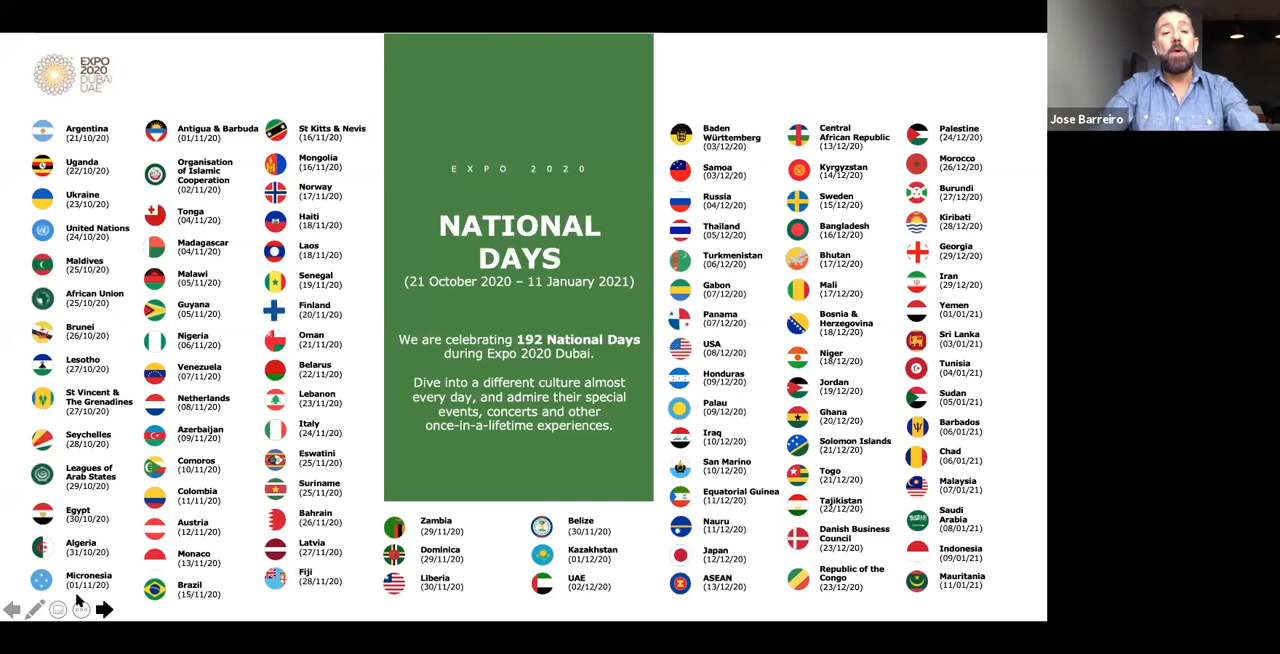 EXPO
2020
DUBAI
UAE
Argentina
(21/10/20)
Uganda
(22/10/20)
Ukraine
(23/10/20)
United Nations
(24/10/20)
Maldives
(25/10/20)
African Union
(25/10/20)
Brunei
(26/10/20)
Lesotho
(27/10/20)
St Vincent &
The Grenadines
(27/10/20)
Seychelles
(28/10/20)
Leagues of
Arab States
(29/10/20)
Egypt
(30/10/20)
Algeria
(31/10/20)
Micronesia
(01/11/20)
Antigua & Barbuda
(01/11/20)
Organisation
of Islamic
Cooperation
(02/11/20)
Tonga
(04/11/20)
Madagascar
(04/11/20)
Malawi
(05/11/20)
Guyana
(05/11/20)
Nigeria
(06/11/20)
Venezuela
(07/11/20)
Netherlands
(08/11/20)
Azerbaijan
(09/11/20)
Comoros
(10/11/20)
Colombia
(11/11/20)
Austria
(12/11/20)
Monaco
(13/11/20)
Brazil
(15/11/20)
St Kitts & Nevis
(16/11/20)
Mongolia
(16/11/20)
Norway
(17/11/20)
Haiti
(18/11/20)
Laos
(18/11/20)
Senegal
(19/11/20)
Finland
(20/11/20)
Oman
(21/11/20)
Belarus
(22/11/20)
Lebanon
(23/11/20)
Italy
(24/11/20)
Eswatini
(25/11/20)
Suriname
(25/11/20)
Bahrain
(26/11/20)
Latvia
(27/11/20)
Fiji
(28/11/20)
EXPO 2020
NATIONAL
DAYS
(21 October 2020 – 11 January 2021)
We are celebrating 192 National Days
during Expo 2020 Dubai.
Dive into a different culture almost
every day, and admire their special
events, concerts and other
once-in-a-lifetime experiences.
Zambia
(29/11/20)
Dominica
(29/11/20)
Liberia
(30/11/20)
Belize
(30/11/20)
Kazakhstan
(01/12/20)
UAE
(02/12/20)
Baden
Württemberg
(03/12/20)
Samoa
(03/12/20)
Russia
(04/12/20)
Thailand
(05/12/20)
Turkmenistan
(06/12/20)
Gabon
(07/12/20)
Panama
(07/12/20)
USA
(08/12/20)
Honduras
(09/12/20)
Palau
(09/12/20)
Iraq
(10/12/20)
San Marino
(10/12/20)
Equatorial Guinea
(11/12/20)
Nauru
(11/12/20)
Japan
(12/12/20)
ASEAN
(13/12/20)
Central
African Republic
(13/12/20)
Kyrgyzstan
(14/12/20)
Sweden
(15/12/20)
Bangladesh
(16/12/20)
Bhutan
(17/12/20)
Mali
(17/12/20)
Bosnia &
Herzegovina
(18/12/20)
Niger
(18/12/20)
Jordan
(19/12/20)
Ghana
(20/12/20)
Solomon Islands
(21/12/20)
Togo
(21/12/20)
Tajikistan
(22/12/20)
Danish Business
Council
(23/12/20)
Republic of the
Congo
(23/12/20)
Palestine
(24/12/20)
Morocco
(26/12/20)
Burundi
(27/12/20)
Kiribati
(28/12/20)
Georgia
(29/12/20)
Iran
(29/12/20)
Yemen
(01/01/21)
Sri Lanka
(03/01/21)
Tunisia
(04/01/21)
Sudan
(05/01/21)
Barbados
(06/01/21)
Chad
(06/01/21)
Malaysia
(07/01/21)
Saudi
Arabia
(08/01/21)
Indonesia
(09/01/21)
Mauritania
(11/01/21)
Jose Barreiro